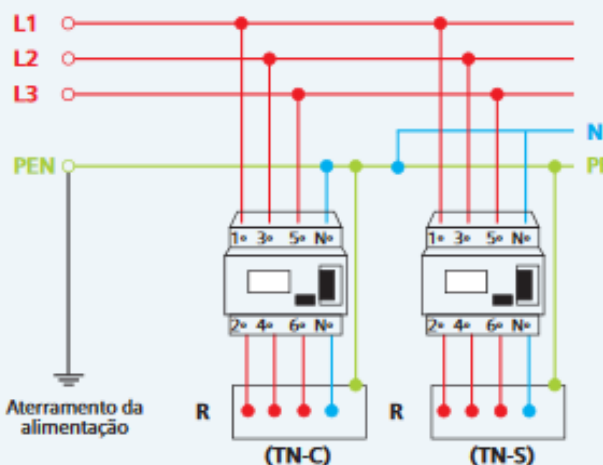 L1
L2
L3
N
PEN
PE
1 3 5 N 1 3 5 N
2 4 6 N 2 4 6 N
Aterramento da
alimentação
R R
(TN-C) (TN-S)